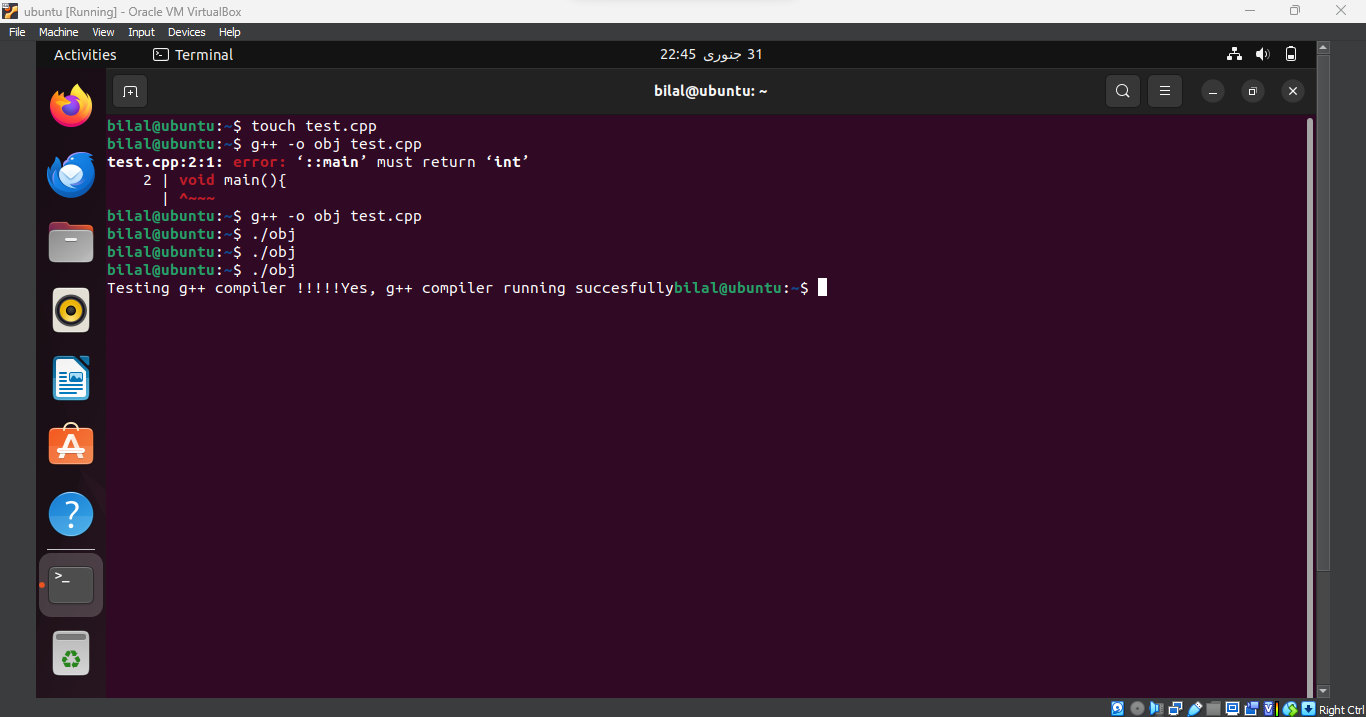 ubuntu [Running] - Oracle VM VirtualBox
File Machine View Input Devices Help
Activities Terminal 31 جنوری 22:45
bilal@ubuntu: ~
bilal@ubuntu:~$ touch test.cpp
bilal@ubuntu:~$ g++ -o obj test.cpp
test.cpp:2:1: error: ‘::main’ must return ‘int’
2 | void main(){
| ^~~~
bilal@ubuntu:~$ g++ -o obj test.cpp
bilal@ubuntu:~$ ./obj
bilal@ubuntu:~$ ./obj
bilal@ubuntu:~$ ./obj
Testing g++ compiler !!!!!Yes, g++ compiler running succesfullybilal@ubuntu:~$
Right Ctrl